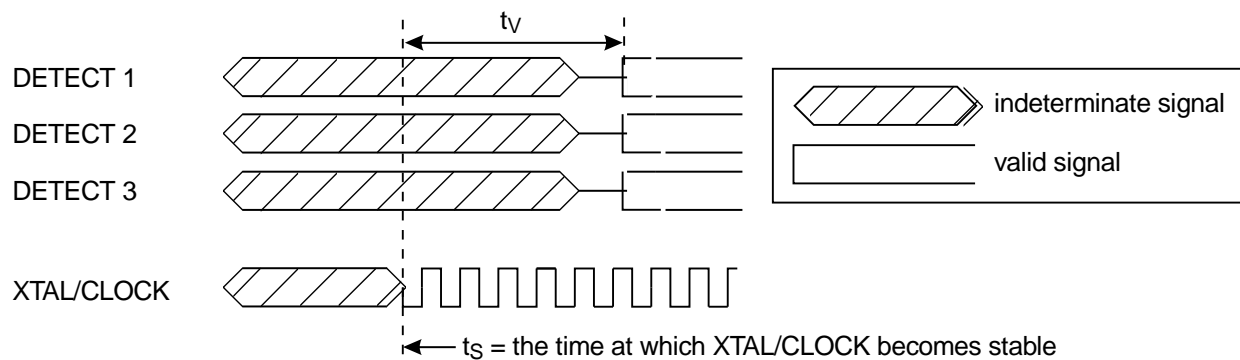 tV
DETECT 1
DETECT 2
DETECT 3
XTAL/CLOCK
indeterminate signal
valid signal
tS = the time at which XTAL/CLOCK becomes stable